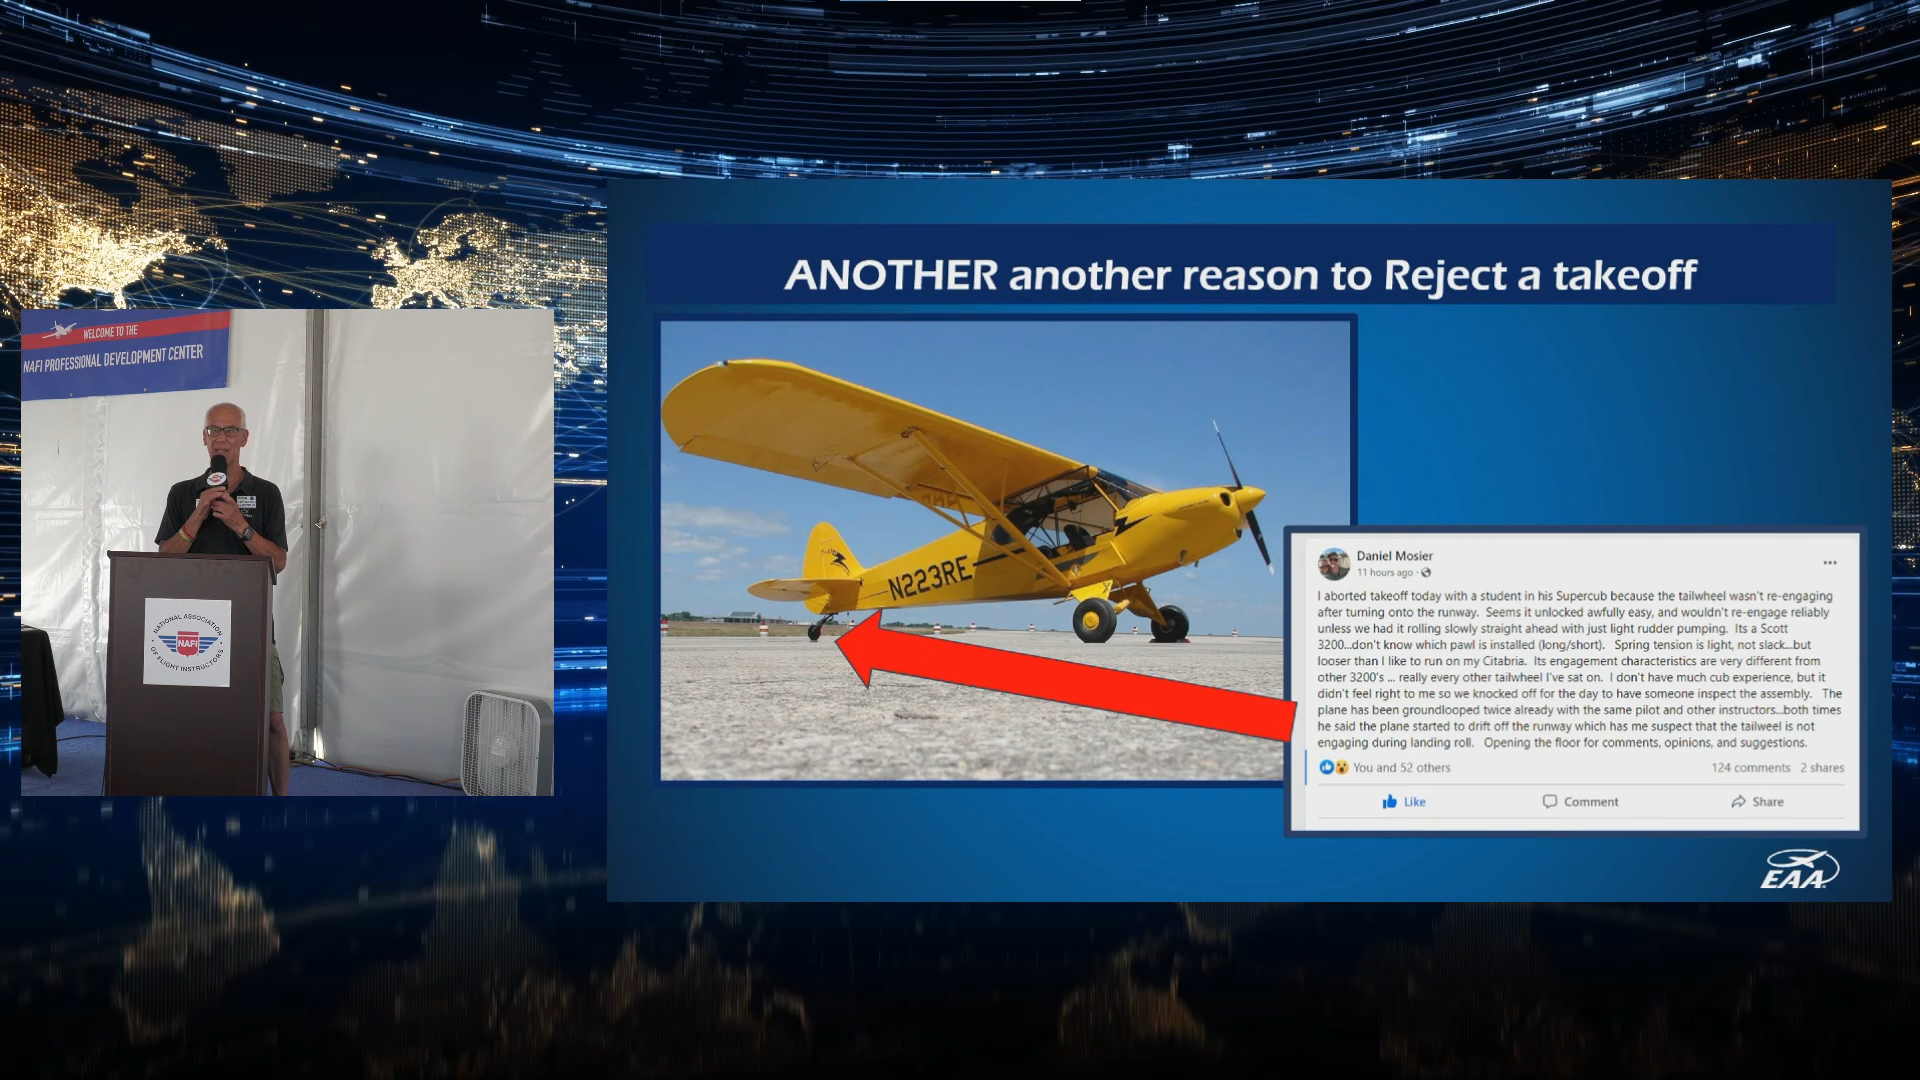 WELCOME TO THE
NAFI PROFESSIONAL DEVELOPMENT CENTER
NATIONAL ASSOCIATION
NAFI
OF FLIGHT INSTRUCTORS
ANOTHER another reason to Reject a takeoff
N223RE
Daniel Mosier
11 hours ago ·
I aborted takeoff today with a student in his Supercub because the tailwheel wasn't re-engaging
after turning onto the runway. Seems it unlocked awfully easy, and wouldn't re-engage reliably
unless we had it rolling slowly straight ahead with just light rudder pumping. Its a Scott
3200...don't know which pawl is installed (long/short). Spring tension is light, not slack...but
looser than I like to run on my Citabria. Its engagement characteristics are very different from
other 3200's ... really every other tailwheel I've sat on. I don't have much cub experience, but it
didn't feel right to me so we knocked off for the day to have someone inspect the assembly. The
plane has been groundlooped twice already with the same pilot and other instructors...both times
he said the plane started to drift off the runway which has me suspect that the tailweel is not
engaging during landing roll. Opening the floor for comments, opinions, and suggestions.
You and 52 others
124 comments 2 shares
Like
Comment
Share
EAA